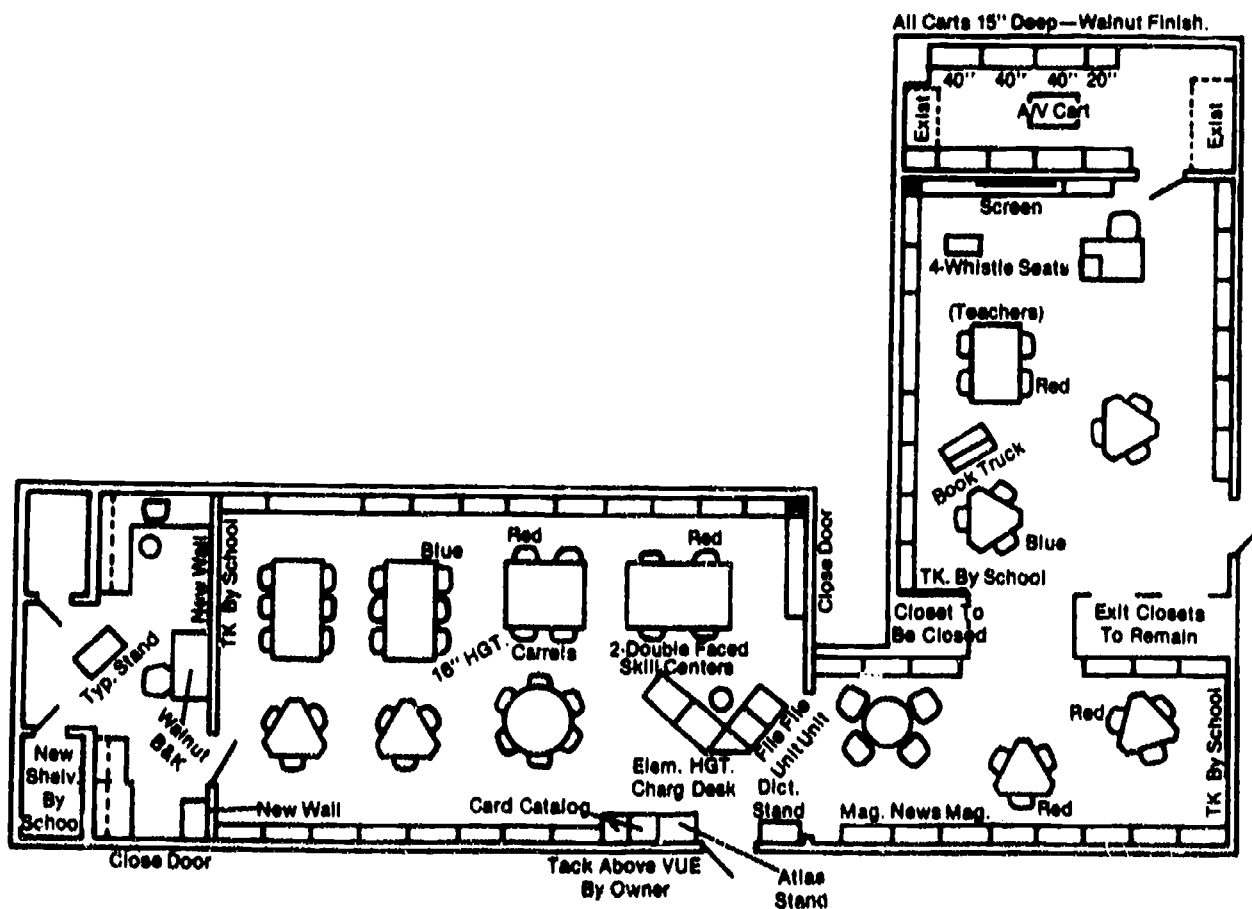 All Carts 15" Deep—Walnut Finish.
40" 40" 40" 20"
Exist
A/V Cart
Exist
Screen
4-Whistle Seats
(Teachers)
Red
Book Truck
Blue
TK. By School
Closet To
Be Closed
Exit Closets
To Remain
New Wall
TK By School
Blue
Red
Red
Close Door
Typ. Stand
Walnut
B&K
16" HGT.
Carrels
2-Double Faced
Skill Centers
File File
Unit Unit
Elem. HGT.
Charg Desk
Dict.
Stand
Red
Red
TK By School
New
Shelv.
By
Schoo
New Wall
Card Catalog
Mag. News Mag.
Close Door
Tack Above VUE
By Owner
Atlas
Stand